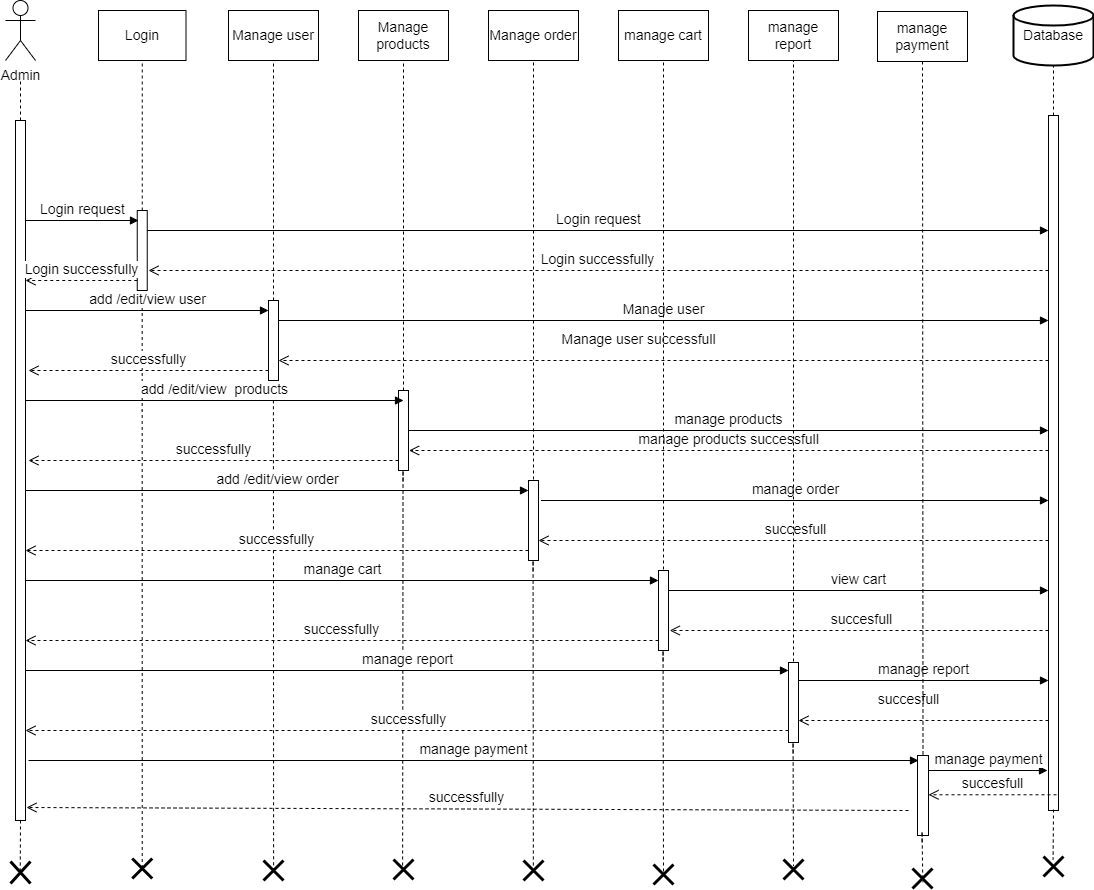 Admin
Login
Manage user
Manage
products
Manage order
manage cart
manage
report
manage
payment
Database
Login request
Login request
Login successfully
Login successfully
add /edit/view user
Manage user
Manage user successfull
successfully
add /edit/view  products
manage products
manage products successfull
successfully
add /edit/view order
manage order
succesfull
successfully
manage cart
view cart
succesfull
successfully
manage report
manage report
succesfull
successfully
manage payment
manage payment
succesfull
successfully